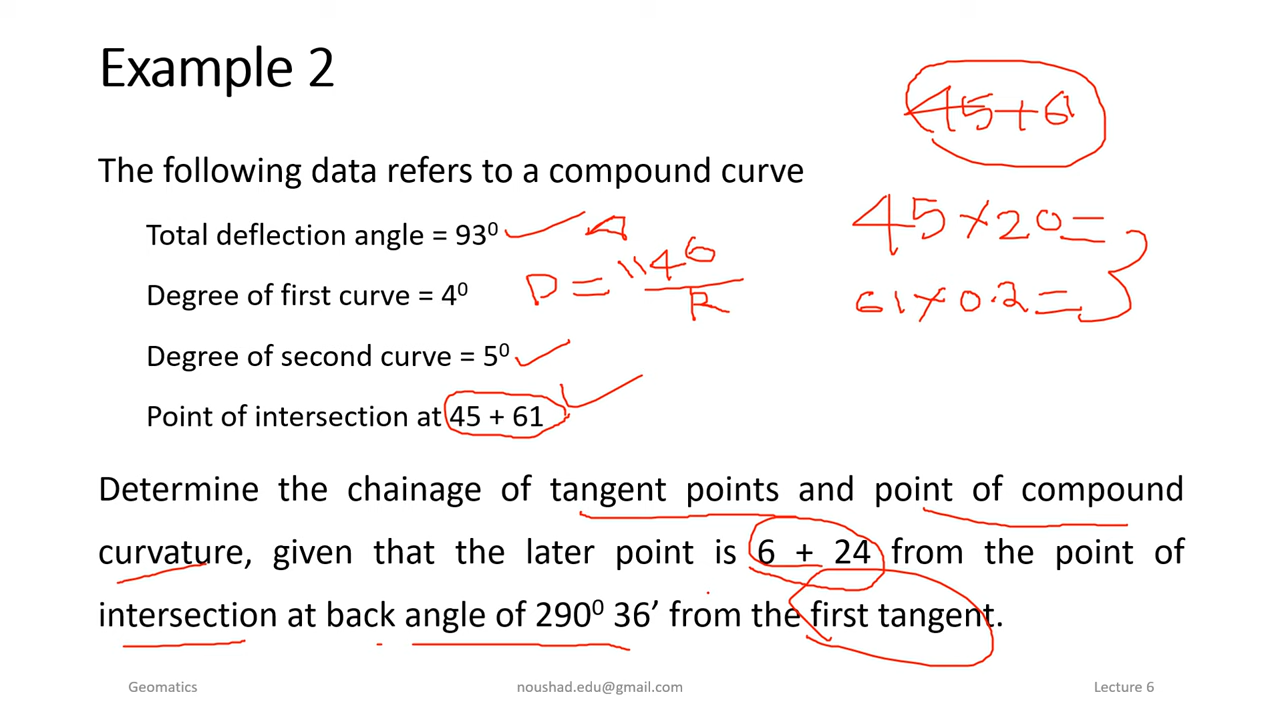 Example 2
45+6
The following data refers to a compound curve
45×20=
Total deflection angle = 93⁰
Δ
D = 1146
R
Degree of first curve = 4⁰
61×0.2=
Degree of second curve = 5⁰
Point of intersection at 45 + 61
Determine the chainage of tangent points and point of compound
curvature, given that the later point is 6 + 24 from the point of
intersection at back angle of 290⁰ 36’ from the first tangent.
Geomatics
noushad.edu@gmail.com
Lecture 6